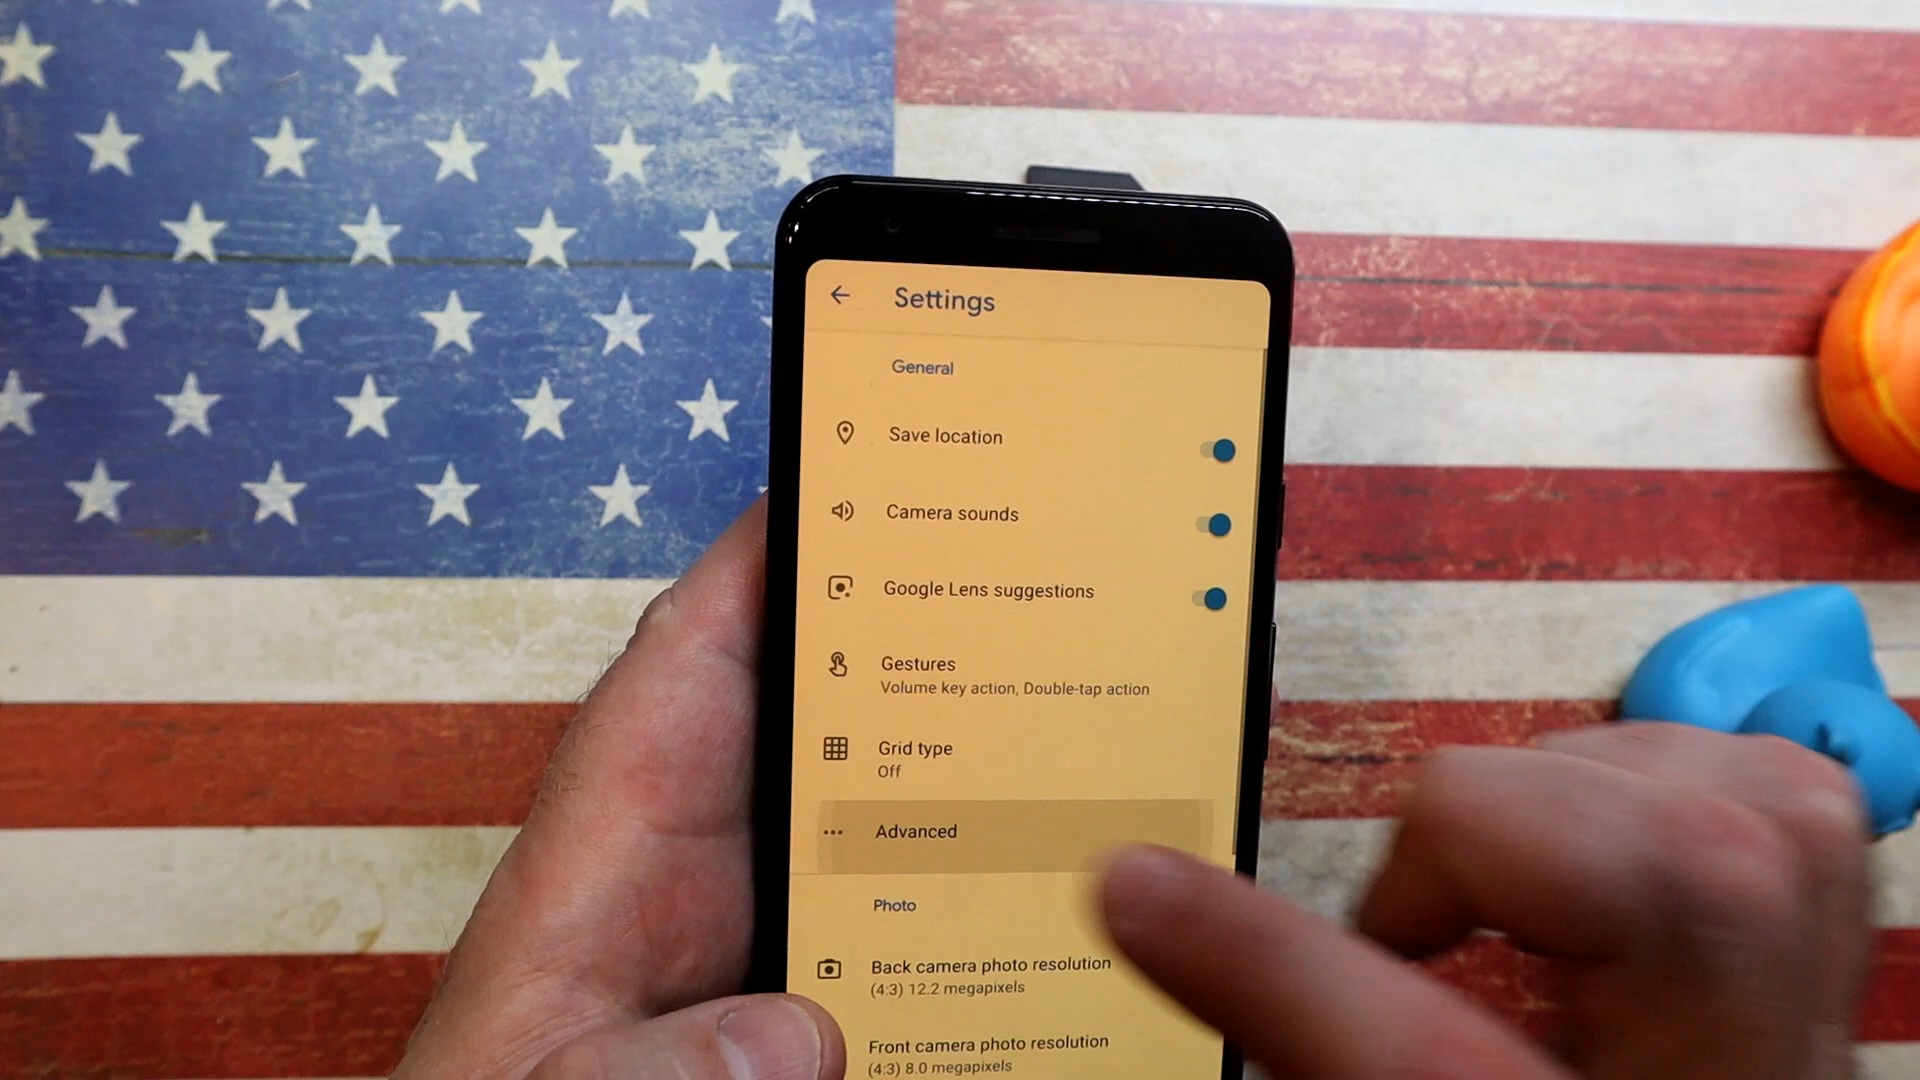 Settings
General
Save location
Camera sounds
Google Lens suggestions
Gestures
Volume key action, Double-tap action
Grid type
Off
Advanced
Photo
Back camera photo resolution
(4:3) 12.2 megapixels
Front camera photo resolution
(4:3) 8.0 megapixels